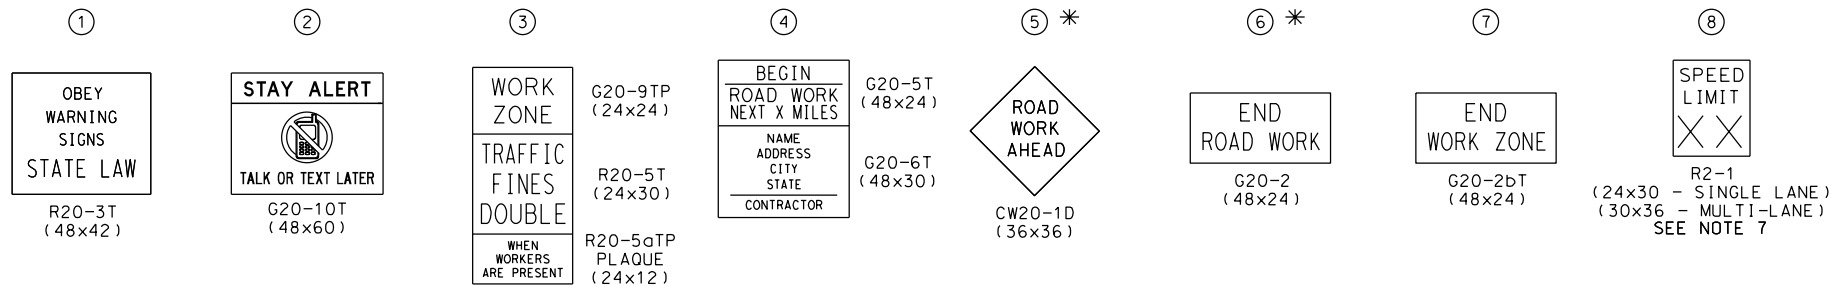 1
OBEY
WARNING
SIGNS
STATE LAW
R20-3T
(48x42)
2
STAY ALERT
TALK OR TEXT LATER
G20-10T
(48x60)
3
WORK
ZONE
G20-9TP
(24x24)
TRAFFIC
FINES
DOUBLE
R20-5T
(24x30)
WHEN
WORKERS
ARE PRESENT
R20-5aTP
PLAQUE
(24x12)
4
BEGIN
ROAD WORK
NEXT X MILES
G20-5T
(48x24)
NAME
ADDRESS
CITY
STATE
CONTRACTOR
G20-6T
(48x30)
5 *
ROAD
WORK
AHEAD
CW20-1D
(36x36)
6 *
END
ROAD WORK
G20-2
(48x24)
7
END
WORK ZONE
G20-2bT
(48x24)
8
SPEED
LIMIT
X X
R2-1
(24x30 - SINGLE LANE)
(30x36 - MULTI-LANE)
SEE NOTE 7